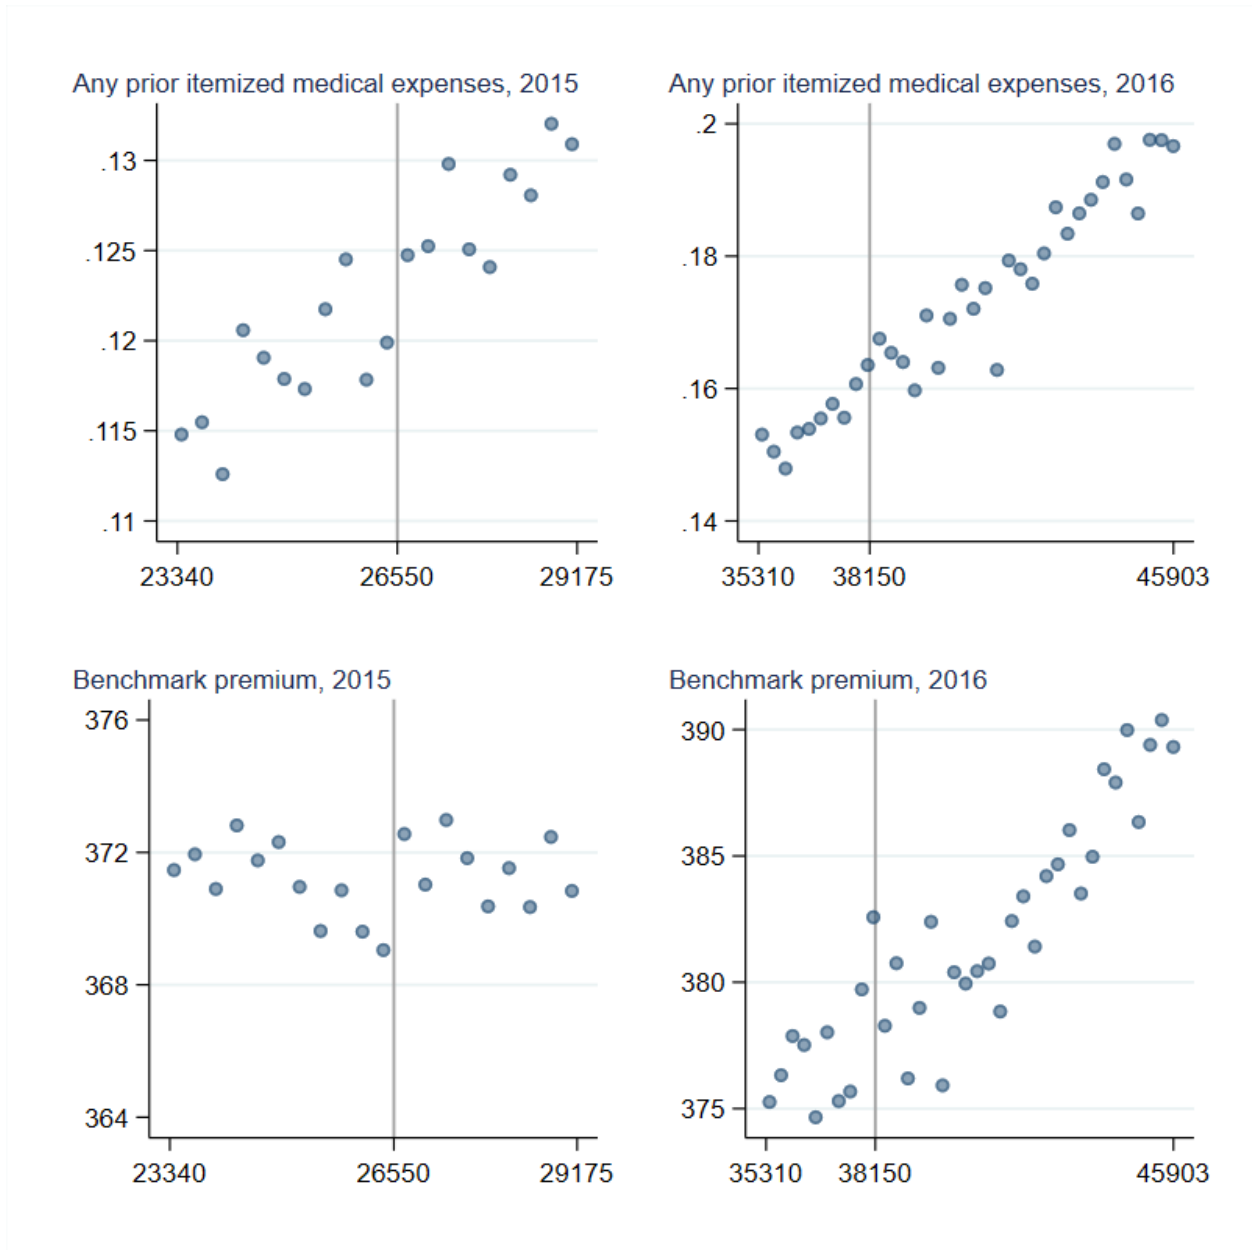 Any prior itemized medical expenses, 2015
.13
.125
.12
.115
.11
23340 26550 29175
Any prior itemized medical expenses, 2016
.2
.18
.16
.14
35310 38150 45903
Benchmark premium, 2015
376
372
368
364
23340 26550 29175
Benchmark premium, 2016
390
385
380
375
35310 38150 45903